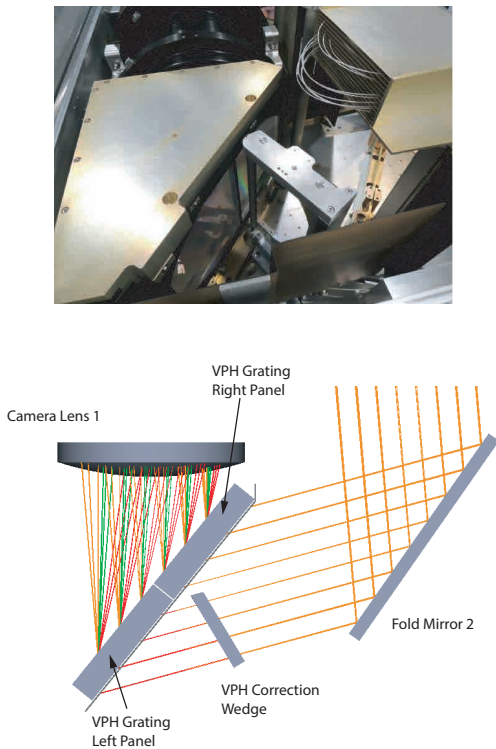 VPH Grating
Right Panel
Camera Lens 1
Fold Mirror 2
VPH Correction
Wedge
VPH Grating
Left Panel